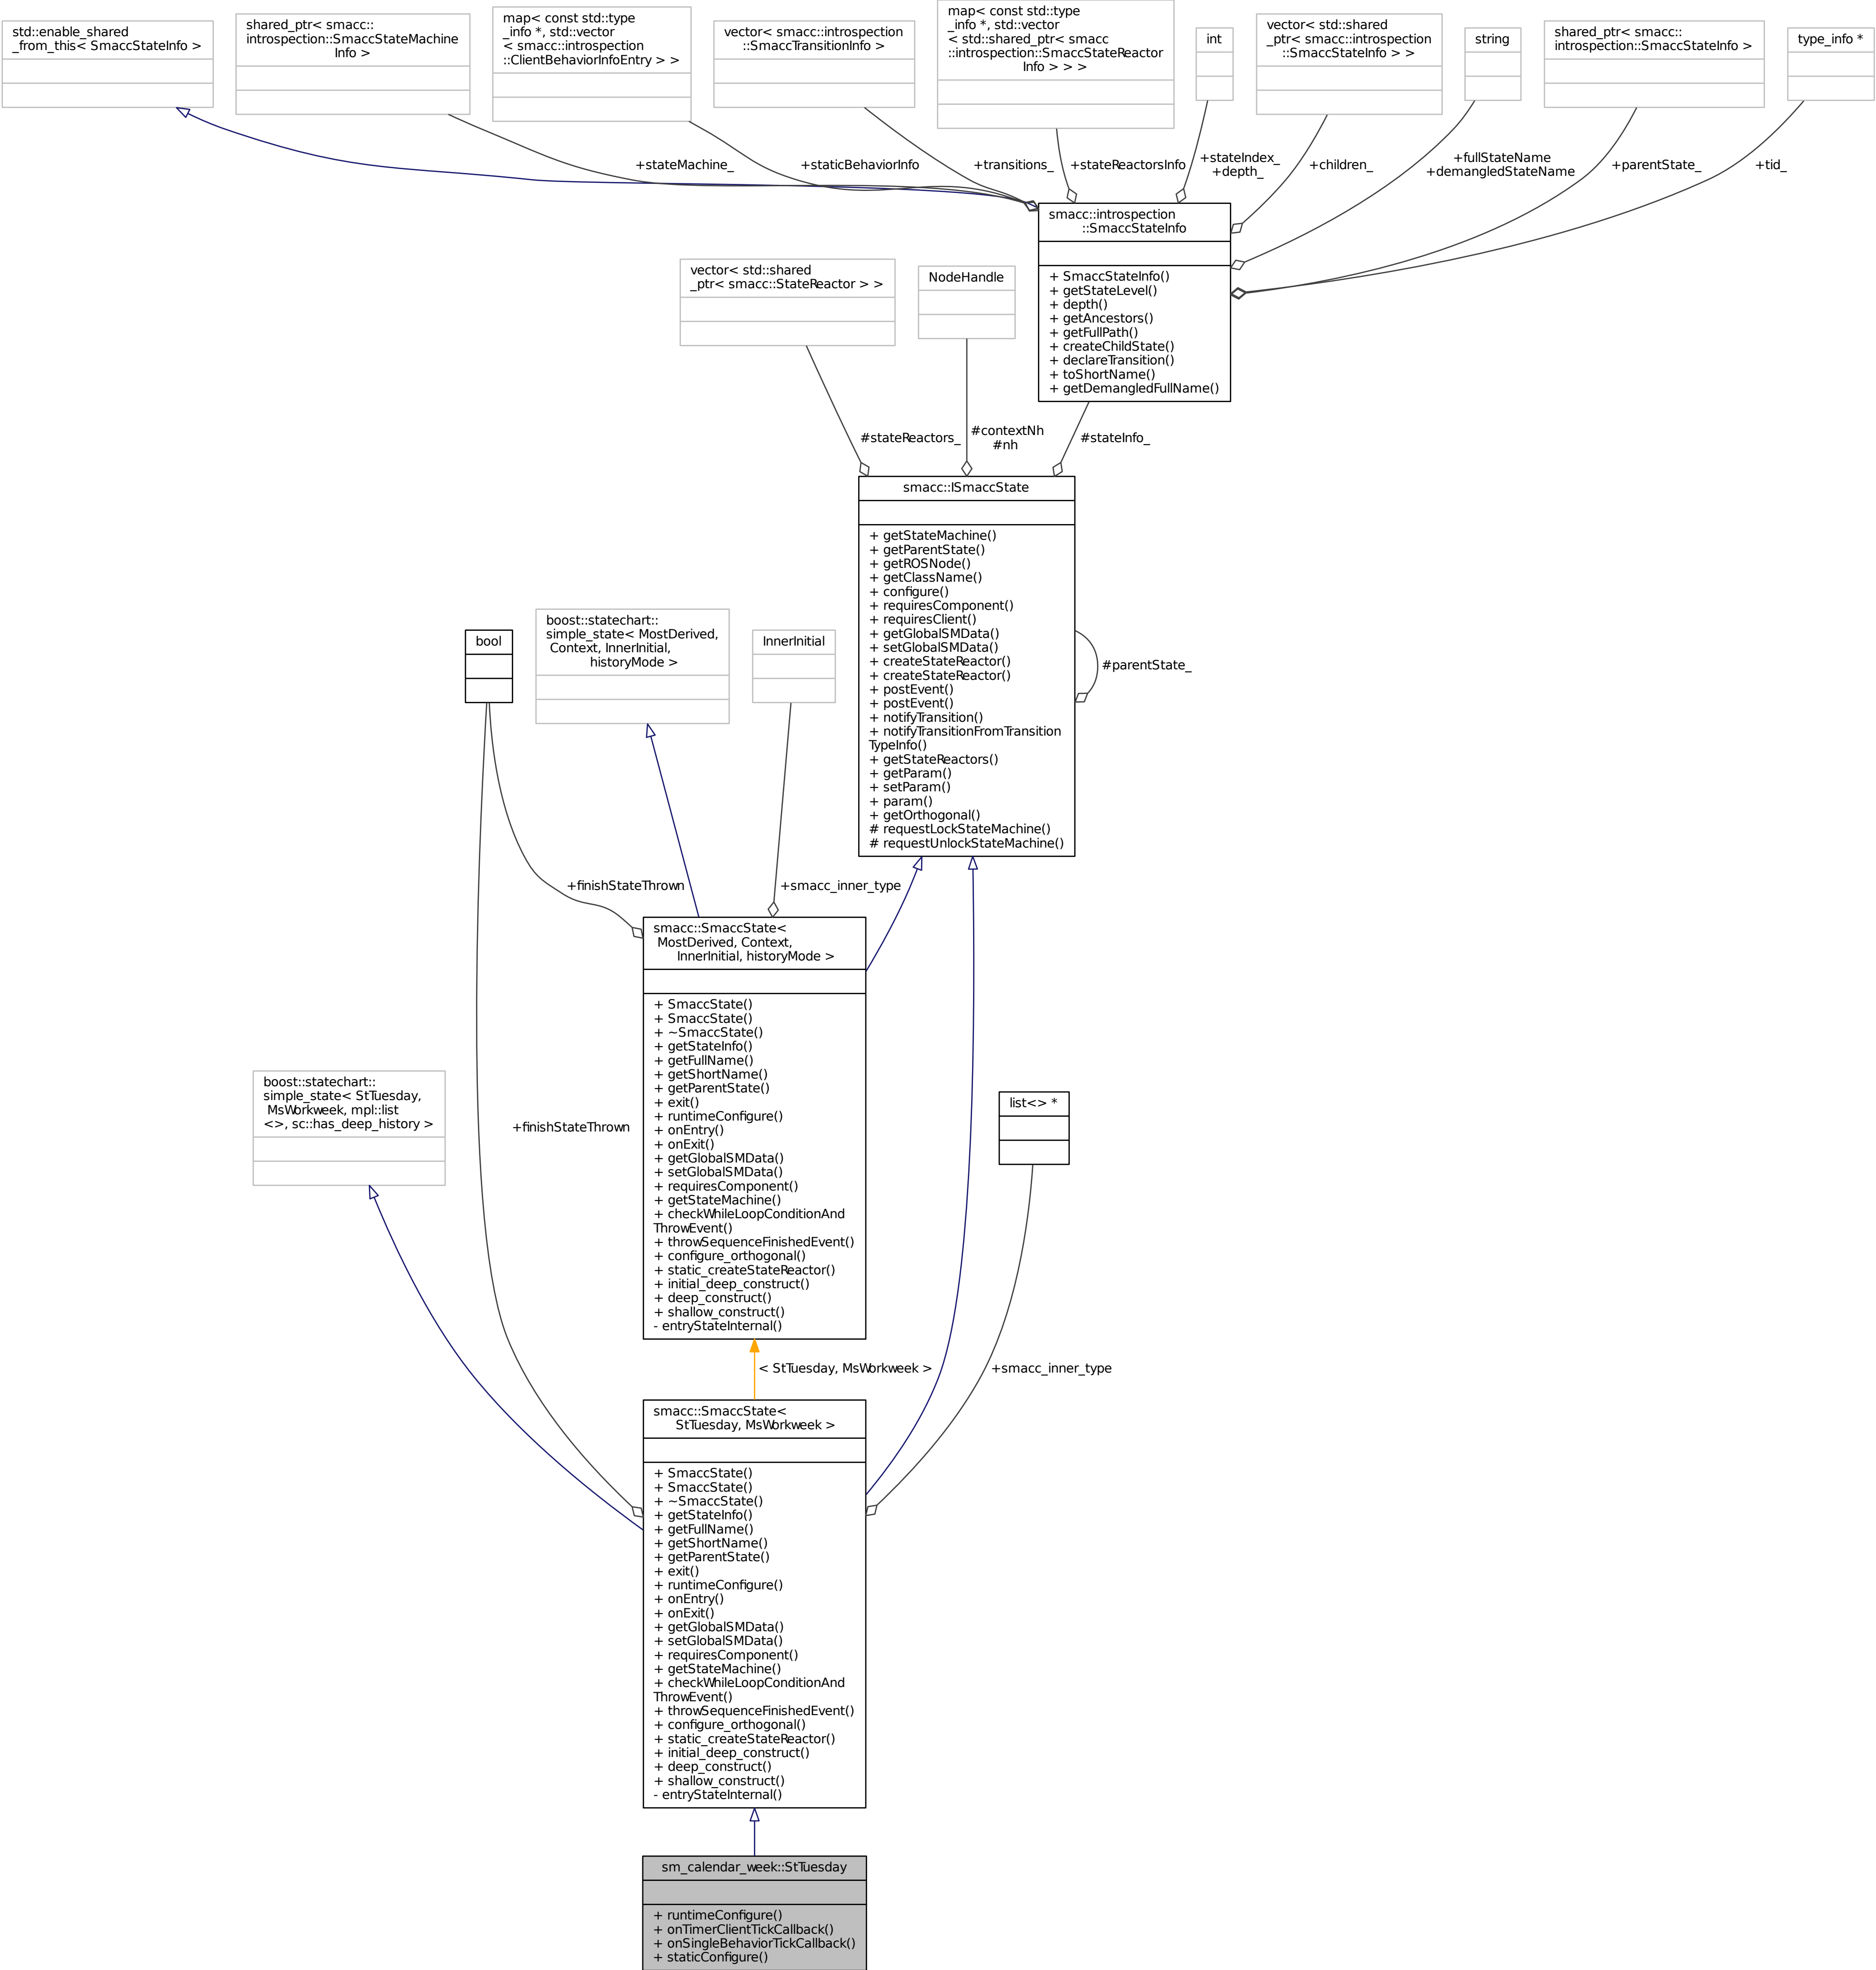 std::enable_shared
_from_this< SmaccStateInfo >
shared_ptr< smacc::
introspection::SmaccStateMachine
Info >
map< const std::type
_info *, std::vector
< smacc::introspection
::ClientBehaviorInfoEntry > >
vector< smacc::introspection
::SmaccTransitionInfo >
map< const std::type
_info *, std::vector
< std::shared_ptr< smacc
::introspection::SmaccStateReactor
Info > > >
int
vector< std::shared
_ptr< smacc::introspection
::SmaccStateInfo > >
string
shared_ptr< smacc::
introspection::SmaccStateInfo >
type_info *
+stateMachine_
+staticBehaviorInfo
+transitions_
+stateReactorsInfo
+stateIndex_
+depth_
+children_
+fullStateName
+demangledStateName
+parentState_
+tid_
smacc::introspection
::SmaccStateInfo
+ SmaccStateInfo()
+ getStateLevel()
+ depth()
+ getAncestors()
+ getFullPath()
+ createChildState()
+ declareTransition()
+ toShortName()
+ getDemangledFullName()
vector< std::shared
_ptr< smacc::StateReactor > >
NodeHandle
#stateReactors_
#contextNh
#nh
#stateInfo_
smacc::ISmaccState
+ getStateMachine()
+ getParentState()
+ getROSNode()
+ getClassName()
+ configure()
+ requiresComponent()
+ requiresClient()
+ getGlobalSMData()
+ setGlobalSMData()
+ createStateReactor()
+ createStateReactor()
+ postEvent()
+ postEvent()
+ notifyTransition()
+ notifyTransitionFromTransition
TypeInfo()
+ getStateReactors()
+ getParam()
+ setParam()
+ param()
+ getOrthogonal()
# requestLockStateMachine()
# requestUnlockStateMachine()
#parentState_
bool
boost::statechart::
simple_state< MostDerived,
Context, InnerInitial,
historyMode >
InnerInitial
+finishStateThrown
+smacc_inner_type
smacc::SmaccState<
MostDerived, Context,
InnerInitial, historyMode >
+ SmaccState()
+ SmaccState()
+ ~SmaccState()
+ getStateInfo()
+ getFullName()
+ getShortName()
+ getParentState()
+ exit()
+ runtimeConfigure()
+ onEntry()
+ onExit()
+ getGlobalSMData()
+ setGlobalSMData()
+ requiresComponent()
+ getStateMachine()
+ checkWhileLoopConditionAnd
ThrowEvent()
+ throwSequenceFinishedEvent()
+ configure_orthogonal()
+ static_createStateReactor()
+ initial_deep_construct()
+ deep_construct()
+ shallow_construct()
- entryStateInternal()
boost::statechart::
simple_state< StTuesday,
MsWorkweek, mpl::list
<>, sc::has_deep_history >
+finishStateThrown
list<> *
< StTuesday, MsWorkweek >
+smacc_inner_type
smacc::SmaccState<
StTuesday, MsWorkweek >
+ SmaccState()
+ SmaccState()
+ ~SmaccState()
+ getStateInfo()
+ getFullName()
+ getShortName()
+ getParentState()
+ exit()
+ runtimeConfigure()
+ onEntry()
+ onExit()
+ getGlobalSMData()
+ setGlobalSMData()
+ requiresComponent()
+ getStateMachine()
+ checkWhileLoopConditionAnd
ThrowEvent()
+ throwSequenceFinishedEvent()
+ configure_orthogonal()
+ static_createStateReactor()
+ initial_deep_construct()
+ deep_construct()
+ shallow_construct()
- entryStateInternal()
sm_calendar_week::StTuesday
+ runtimeConfigure()
+ onTimerClientTickCallback()
+ onSingleBehaviorTickCallback()
+ staticConfigure()